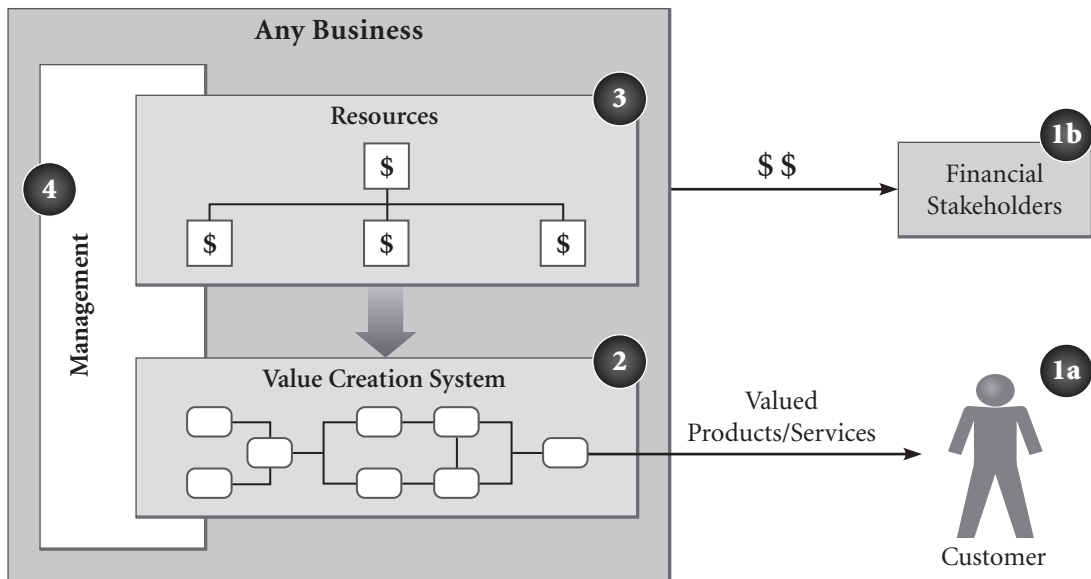 Any Business
3
Resources
$
$ $ $
4
Management
2
Value Creation System
$ $
1b
Financial
Stakeholders
Valued
Products/Services
1a
Customer